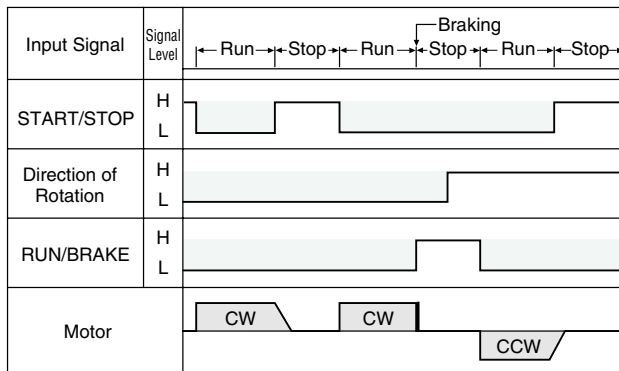 Input Signal
Signal
Level
Braking
Run Stop Run Stop Run Stop
START/STOP
H
L
Direction of
Rotation
H
L
RUN/BRAKE
H
L
Motor
CW CW CCW